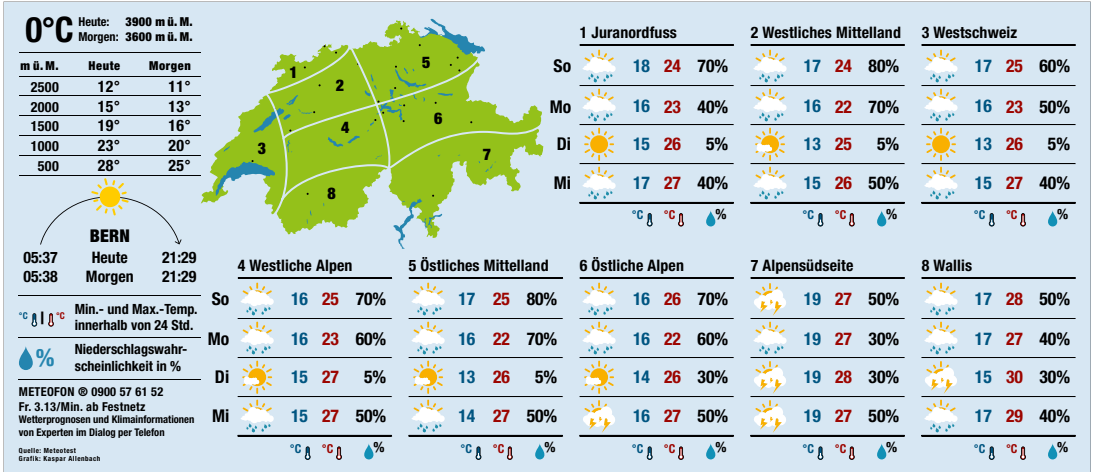 0°C
Heute: 3900 m ü. M.
Morgen: 3600 m ü. M.
m ü. M. Heute Morgen
2500 12° 11°
2000 15° 13°
1500 19° 16°
1000 23° 20°
500 28° 25°
BERN
05:37 Heute 21:29
05:38 Morgen 21:29
°C °C Min.- und Max.-Temp.
innerhalb von 24 Std.
% Niederschlagswahr-
scheinlichkeit in %
METEOFON ® 0900 57 61 52
Fr. 3.13/Min. ab Festnetz
Wetterprognosen und Klimainformationen
von Experten im Dialog per Telefon
Quelle: Meteotest
Grafik: Kaspar Allenbach
1
2
3
4
5
6
7
8
1 Juranordfuss 2 Westliches Mittelland 3 Westschweiz
So 18 24 70% 17 24 80% 17 25 60%
Mo 16 23 40% 16 22 70% 16 23 50%
Di 15 26 5% 13 25 5% 13 26 5%
Mi 17 27 40% 15 26 50% 15 27 40%
°C °C % °C °C % °C °C %
4 Westliche Alpen 5 Östliches Mittelland 6 Östliche Alpen 7 Alpensüdseite 8 Wallis
So 16 25 70% 17 25 80% 16 26 70% 19 27 50% 17 28 50%
Mo 16 23 60% 16 22 70% 16 22 60% 19 27 30% 17 27 40%
Di 15 27 5% 13 26 5% 14 26 30% 19 28 30% 15 30 30%
Mi 15 27 50% 14 27 50% 16 27 50% 19 27 50% 17 29 40%
°C °C % °C °C % °C °C % °C °C % °C °C %